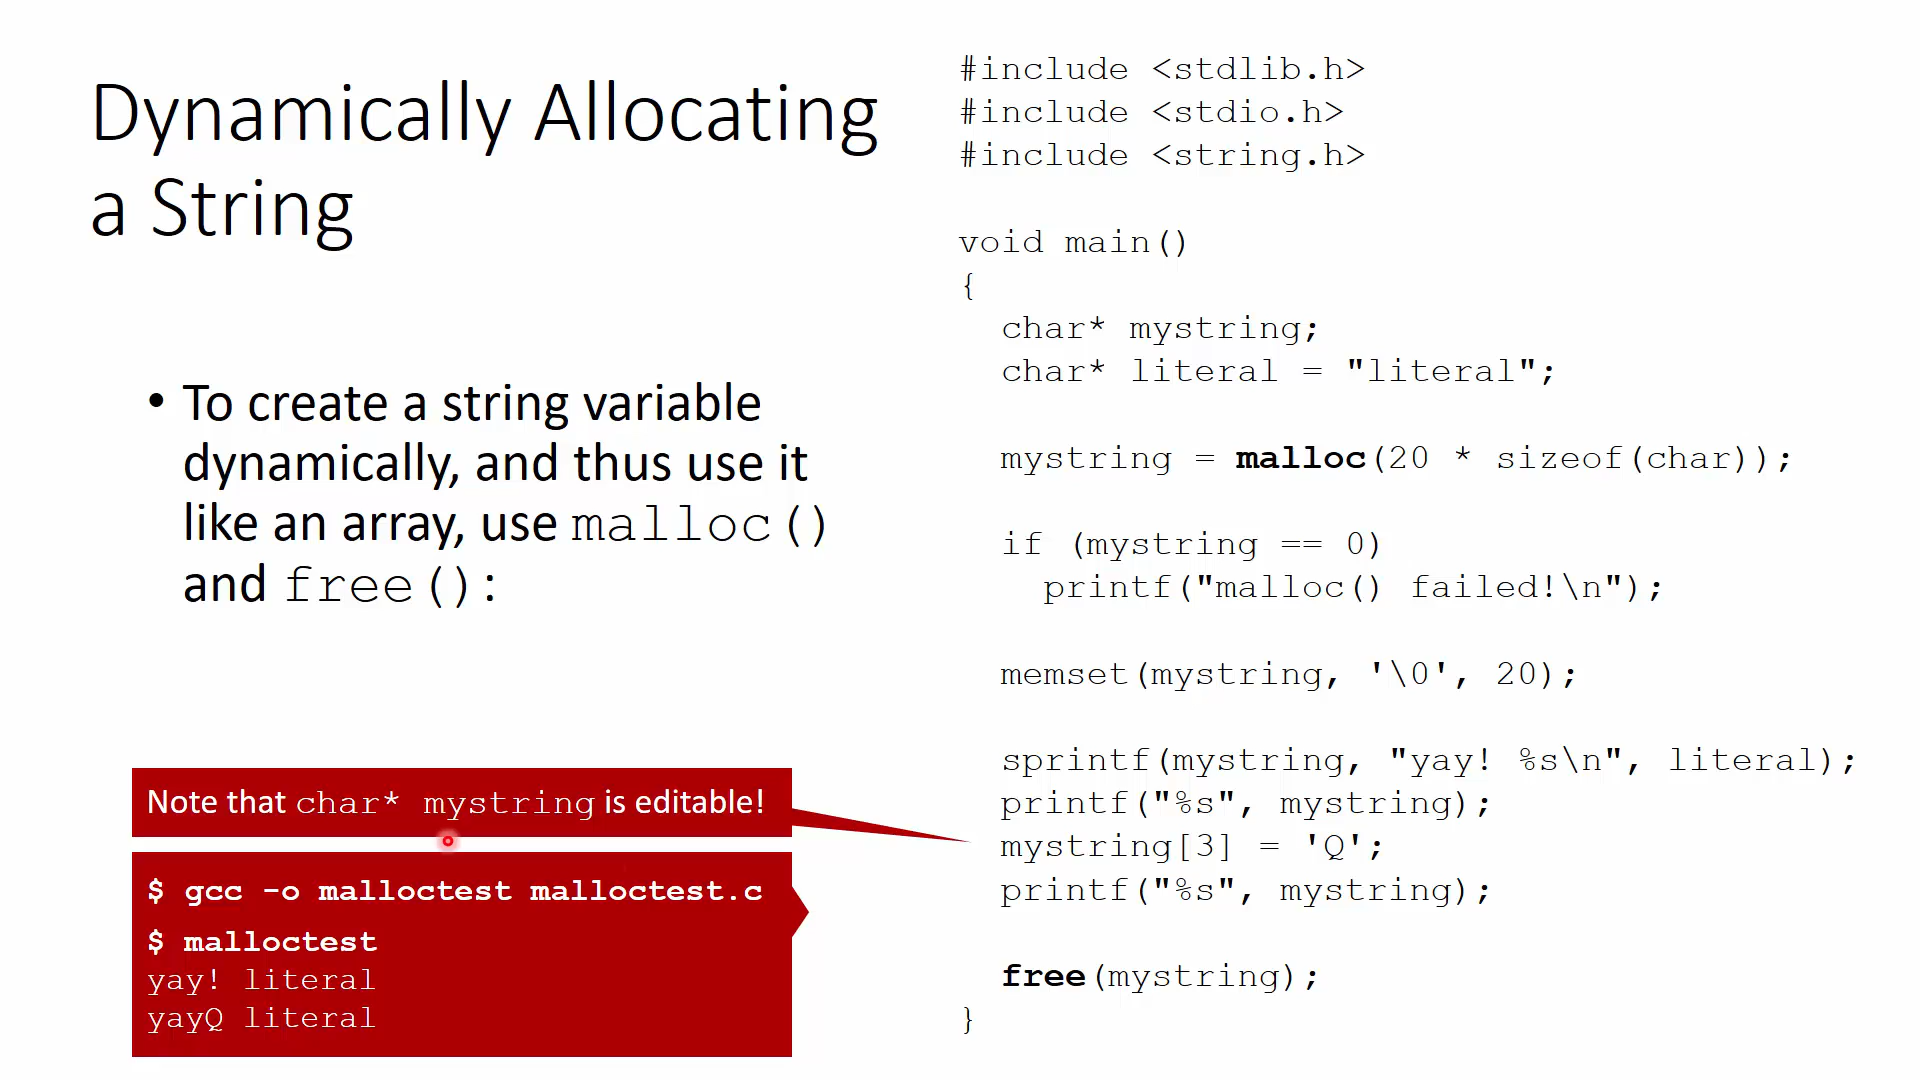 Dynamically Allocating
a String
• To create a string variable
dynamically, and thus use it
like an array, use malloc()
and free():
Note that char* mystring is editable!
$ gcc -o malloctest malloctest.c
$ malloctest
yay! literal
yayQ literal
#include <stdlib.h>
#include <stdio.h>
#include <string.h>
void main()
{
  char* mystring;
  char* literal = "literal";
  mystring = malloc(20 * sizeof(char));
  if (mystring == 0)
    printf("malloc() failed!\n");
  memset(mystring, '\0', 20);
  sprintf(mystring, "yay! %s\n", literal);
  printf("%s", mystring);
  mystring[3] = 'Q';
  printf("%s", mystring);
  free(mystring);
}